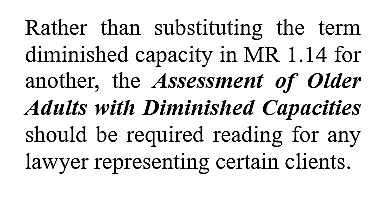 Rather than substituting the term
diminished capacity in MR 1.14 for
another, the Assessment of Older
Adults with Diminished Capacities
should be required reading for any
lawyer representing certain clients.